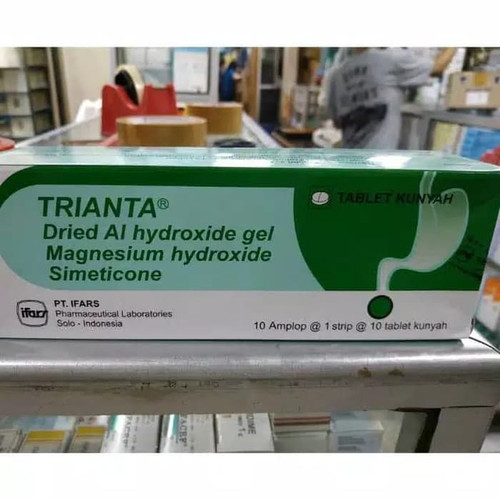 TRIANTA®
Dried Al hydroxide gel
Magnesium hydroxide
Simeticone
TABLET KUNYAH
ifars
PT. IFARS
Pharmaceutical Laboratories
Solo - Indonesia
10 Amplop @ 1 strip @ 10 tablet kunyah